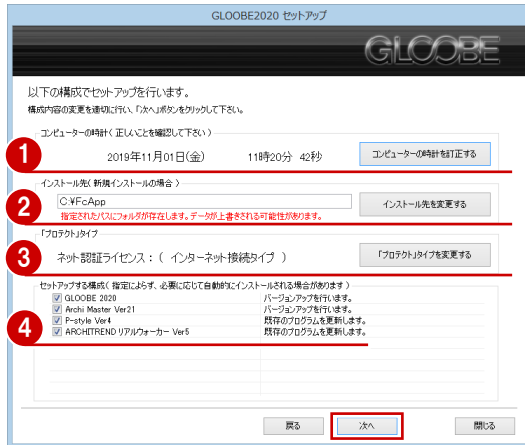 GLOOBE2020 セットアップ
GLOOBE
以下の構成でセットアップを行います。
構成内容の変更を適切に行い、「次へ」ボタンをクリックして下さい。
コンピューターの時計( 正しいことを確認して下さい )
1
2019年11月01日(金) 11時20分 42秒
コンピューターの時計を訂正する
インストール先( 新規インストールの場合 )
2
C:¥FcApp
インストール先を変更する
指定されたパスにフォルダが存在します。データが上書きされる可能性があります。
「プロテクト」タイプ
3
ネット認証ライセンス : ( インターネット接続タイプ )
「プロテクト」タイプを変更する
セットアップする構成( 指定によらず、必要に応じて自動的にインストールされる場合があります )
4
GLOOBE 2020 バージョンアップを行います。
Archi Master Ver21 バージョンアップを行います。
P-style Ver4 既存のプログラムを更新します。
ARCHITREND リアルウォーカー Ver5 既存のプログラムを更新します。
戻る 次へ 閉じる